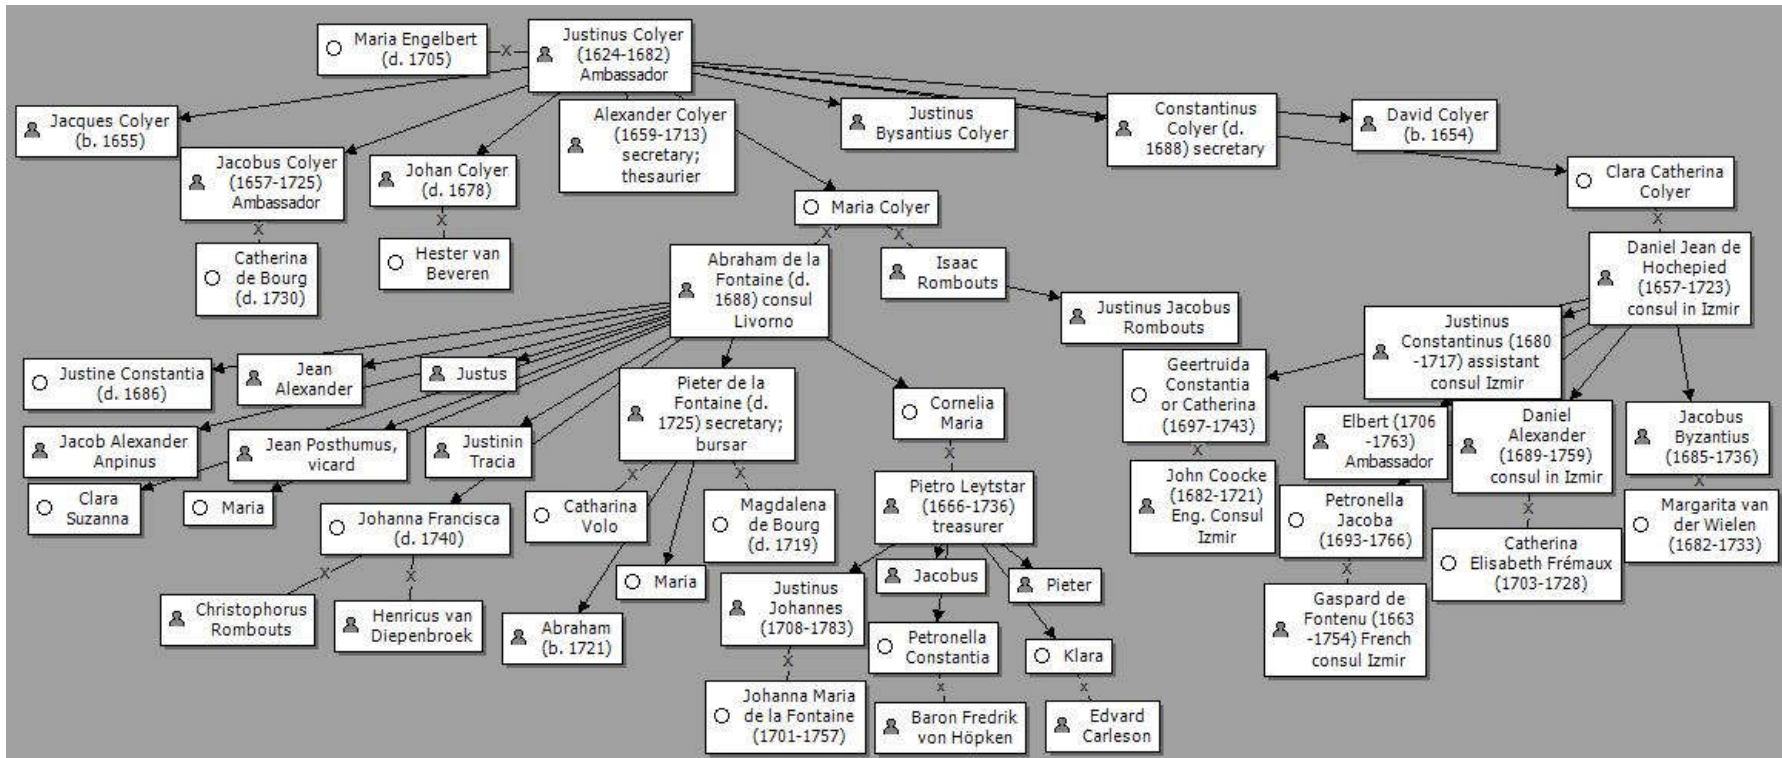 Maria Engelbert
(d. 1705)
X
Justinus Colyer
(1624-1682)
Ambassador
Jacques Colyer
(b. 1655)
Jacobus Colyer
(1657-1725)
Ambassador
X
Catherina
de Bourg
(d. 1730)
Johan Colyer
(d. 1678)
X
Hester van
Beveren
Alexander Colyer
(1659-1713)
secretary;
thesaurier
Justinus
Bysantius Colyer
Constantinus
Colyer (d.
1688) secretary
David Colyer
(b. 1654)
Maria Colyer
X
X
Clara Catherina
Colyer
X
Abraham de la
Fontaine (d.
1688) consul
Livorno
Isaac
Rombouts
Justinus Jacobus
Rombouts
Daniel Jean de
Hochepied
(1657-1723)
consul in Izmir
Justine Constantia
(d. 1686)
Jean
Alexander
Justus
Pieter de la
Fontaine (d.
1725) secretary;
bursar
Cornelia
Maria
X
Geertruida
Constantia
or Catherina
(1697-1743)
X
Justinus
Constantinus (1680
-1717) assistant
consul Izmir
Jacob Alexander
Anpinus
Jean Posthumus,
vicard
Justinin
Tracia
Elbert (1706
-1763)
Ambassador
Daniel
Alexander
(1689-1759)
consul in Izmir
X
Jacobus
Byzantius
(1685-1736)
X
Clara
Suzanna
Maria
Johanna Francisca
(d. 1740)
X
X
X
Catharina
Volo
X
Magdalena
de Bourg
(d. 1719)
Pietro Leytstar
(1666-1736)
treasurer
John Coocke
(1682-1721)
Eng. Consul
Izmir
Petronella
Jacoba
(1693-1766)
X
Catherina
Elisabeth Frémaux
(1703-1728)
Margarita van
der Wielen
(1682-1733)
Christophorus
Rombouts
Henricus van
Diepenbroek
Abraham
(b. 1721)
Maria
Justinus
Johannes
(1708-1783)
X
Jacobus
Pieter
Petronella
Constantia
X
Klara
X
Gaspard de
Fontenu (1663
-1754) French
consul Izmir
Johanna Maria
de la Fontaine
(1701-1757)
Baron Fredrik
von Höpken
Edvard
Carleson